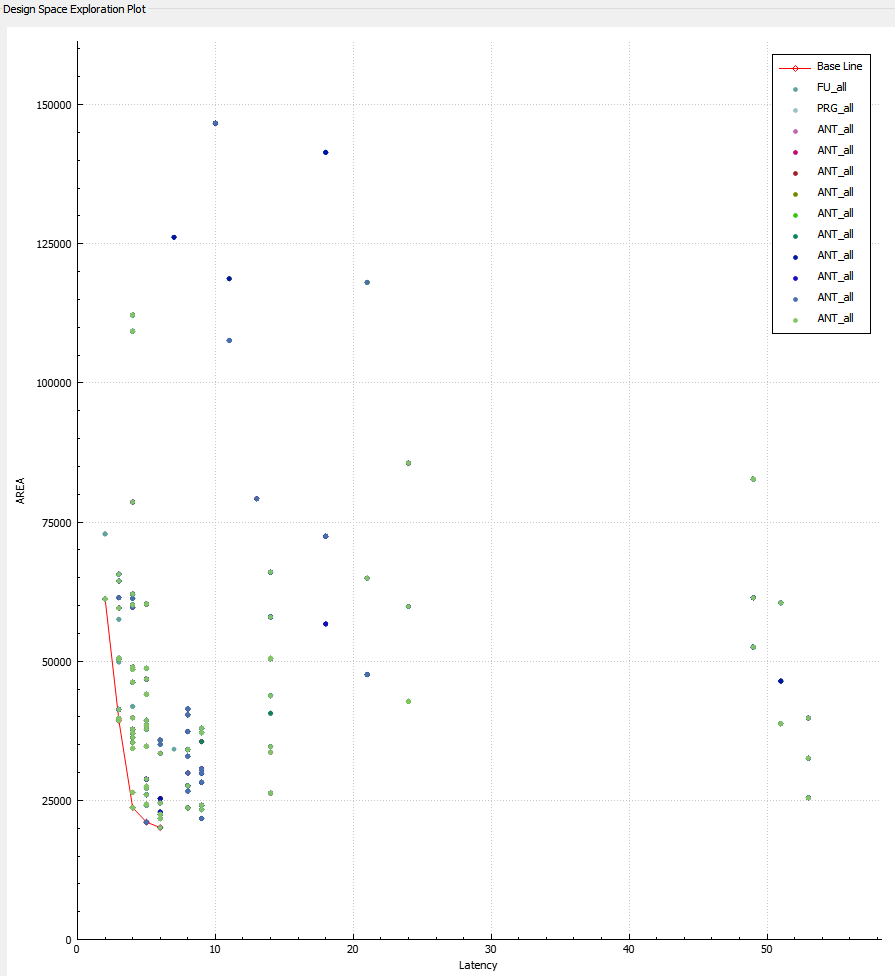 Design Space Exploration Plot
Base Line
FU_all
PRG_all
ANT_all
ANT_all
ANT_all
ANT_all
ANT_all
ANT_all
ANT_all
ANT_all
ANT_all
ANT_all
150000
125000
100000
75000
50000
25000
0
AREA
0 10 20 30 40 50
Latency